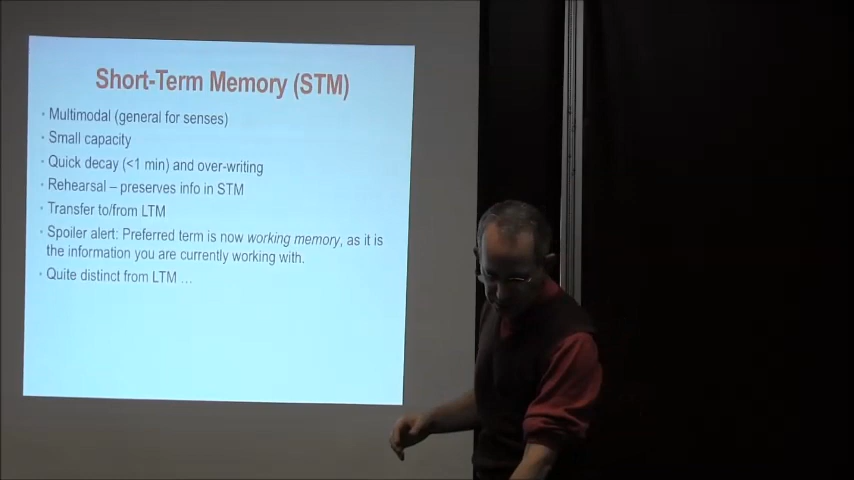 Short-Term Memory (STM)
• Multimodal (general for senses)
• Small capacity
• Quick decay (<1 min) and over-writing
• Rehearsal – preserves info in STM
• Transfer to/from LTM
• Spoiler alert: Preferred term is now working memory, as it is
the information you are currently working with.
• Quite distinct from LTM …